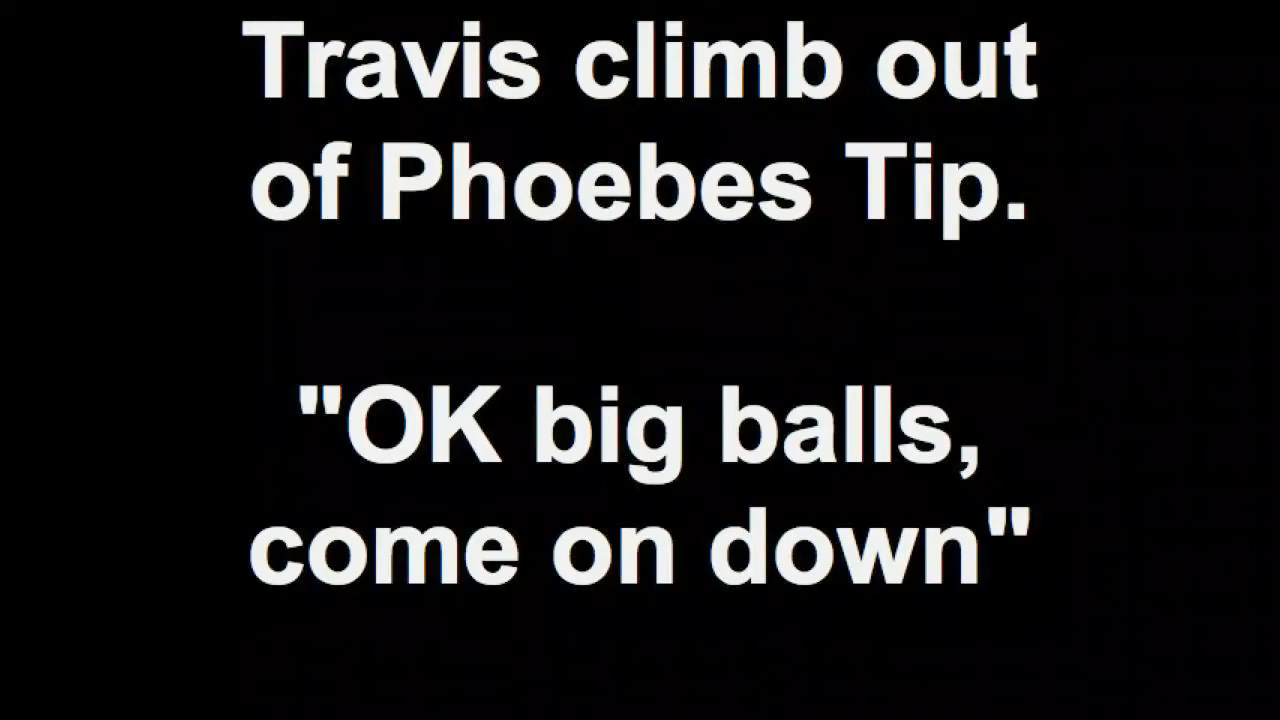 Travis climb out
of Phoebes Tip.
"OK big balls,
come on down"